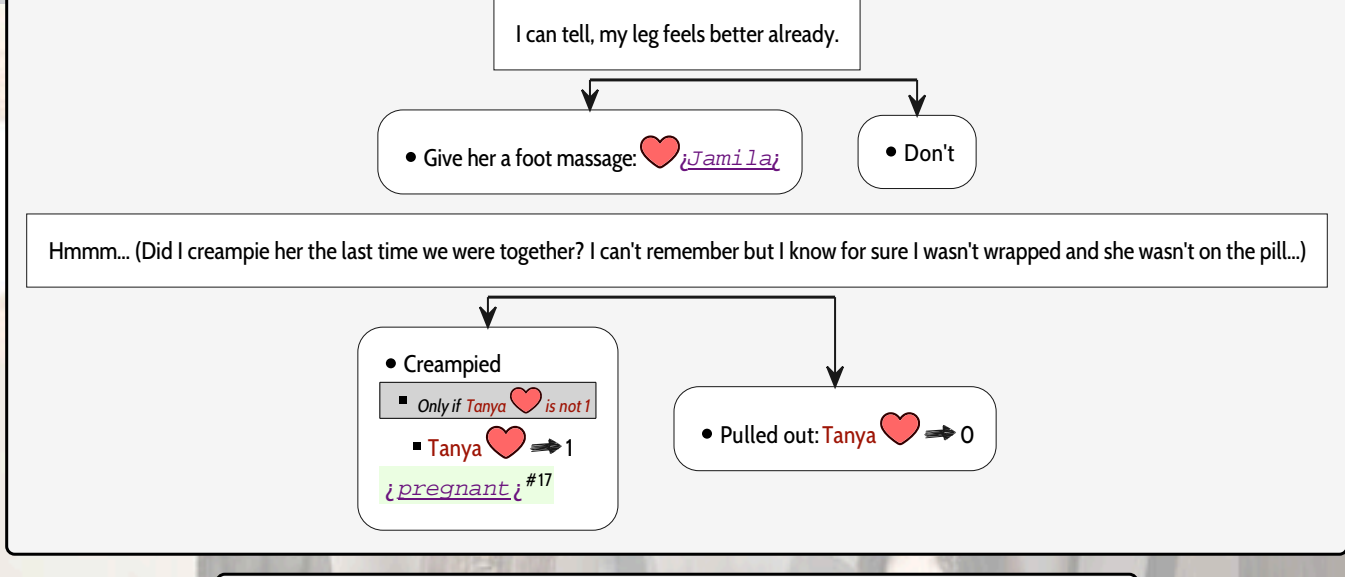 I can tell, my leg feels better already.
• Give her a foot massage: ¿Jamila¿
• Don't
Hmmm... (Did I creampie her the last time we were together? I can't remember but I know for sure I wasn't wrapped and she wasn't on the pill...)
• Creampied
▪ Only if Tanya is not 1
▪ Tanya ➡ 1
¿pregnant¿ #17
• Pulled out: Tanya ➡ 0